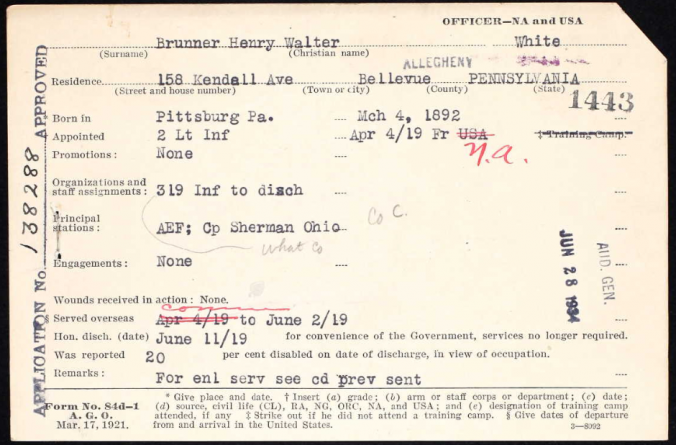 OFFICER—NA and USA
Brunner Henry Walter White
(Surname) (Christian name)
ALLEGHENY
Residence 158 Kendall Ave Bellevue PENNSYLVANIA
(Street and house number) (Town or city) (County) (State)
1443
* Born in Pittsburg Pa. Mch 4, 1892
† Appointed 2 Lt Inf Apr 4/19 Fr USA ‡ Training Camp.
N.A.
Promotions: None
Organizations and
staff assignments: 319 Inf to disch
Co C.
Principal
stations: AEF; Cp Sherman Ohio
What Co
Engagements: None
Wounds received in action: None.
§ Served overseas Apr 4/19 to June 2/19
Hon. disch. (date) June 11/19 for convenience of the Government, services no longer required.
Was reported 20 per cent disabled on date of discharge, in view of occupation.
Remarks: For enl serv see cd prev sent
Form No. 84d-1
A. G. O.
Mar. 17, 1921.
* Give place and date. † Insert (a) grade; (b) arm or staff corps or department; (c) date;
(d) source, civil life (CL), RA, NG, ORC, NA, and USA; and (e) designation of training camp
attended, if any ‡ Strike out if he did not attend a training camp. § Give dates of departure
from and arrival in the United States.
3—8092
APPLICATION No. 138288 APPROVED
JUN 28 1934
AUD. GEN.